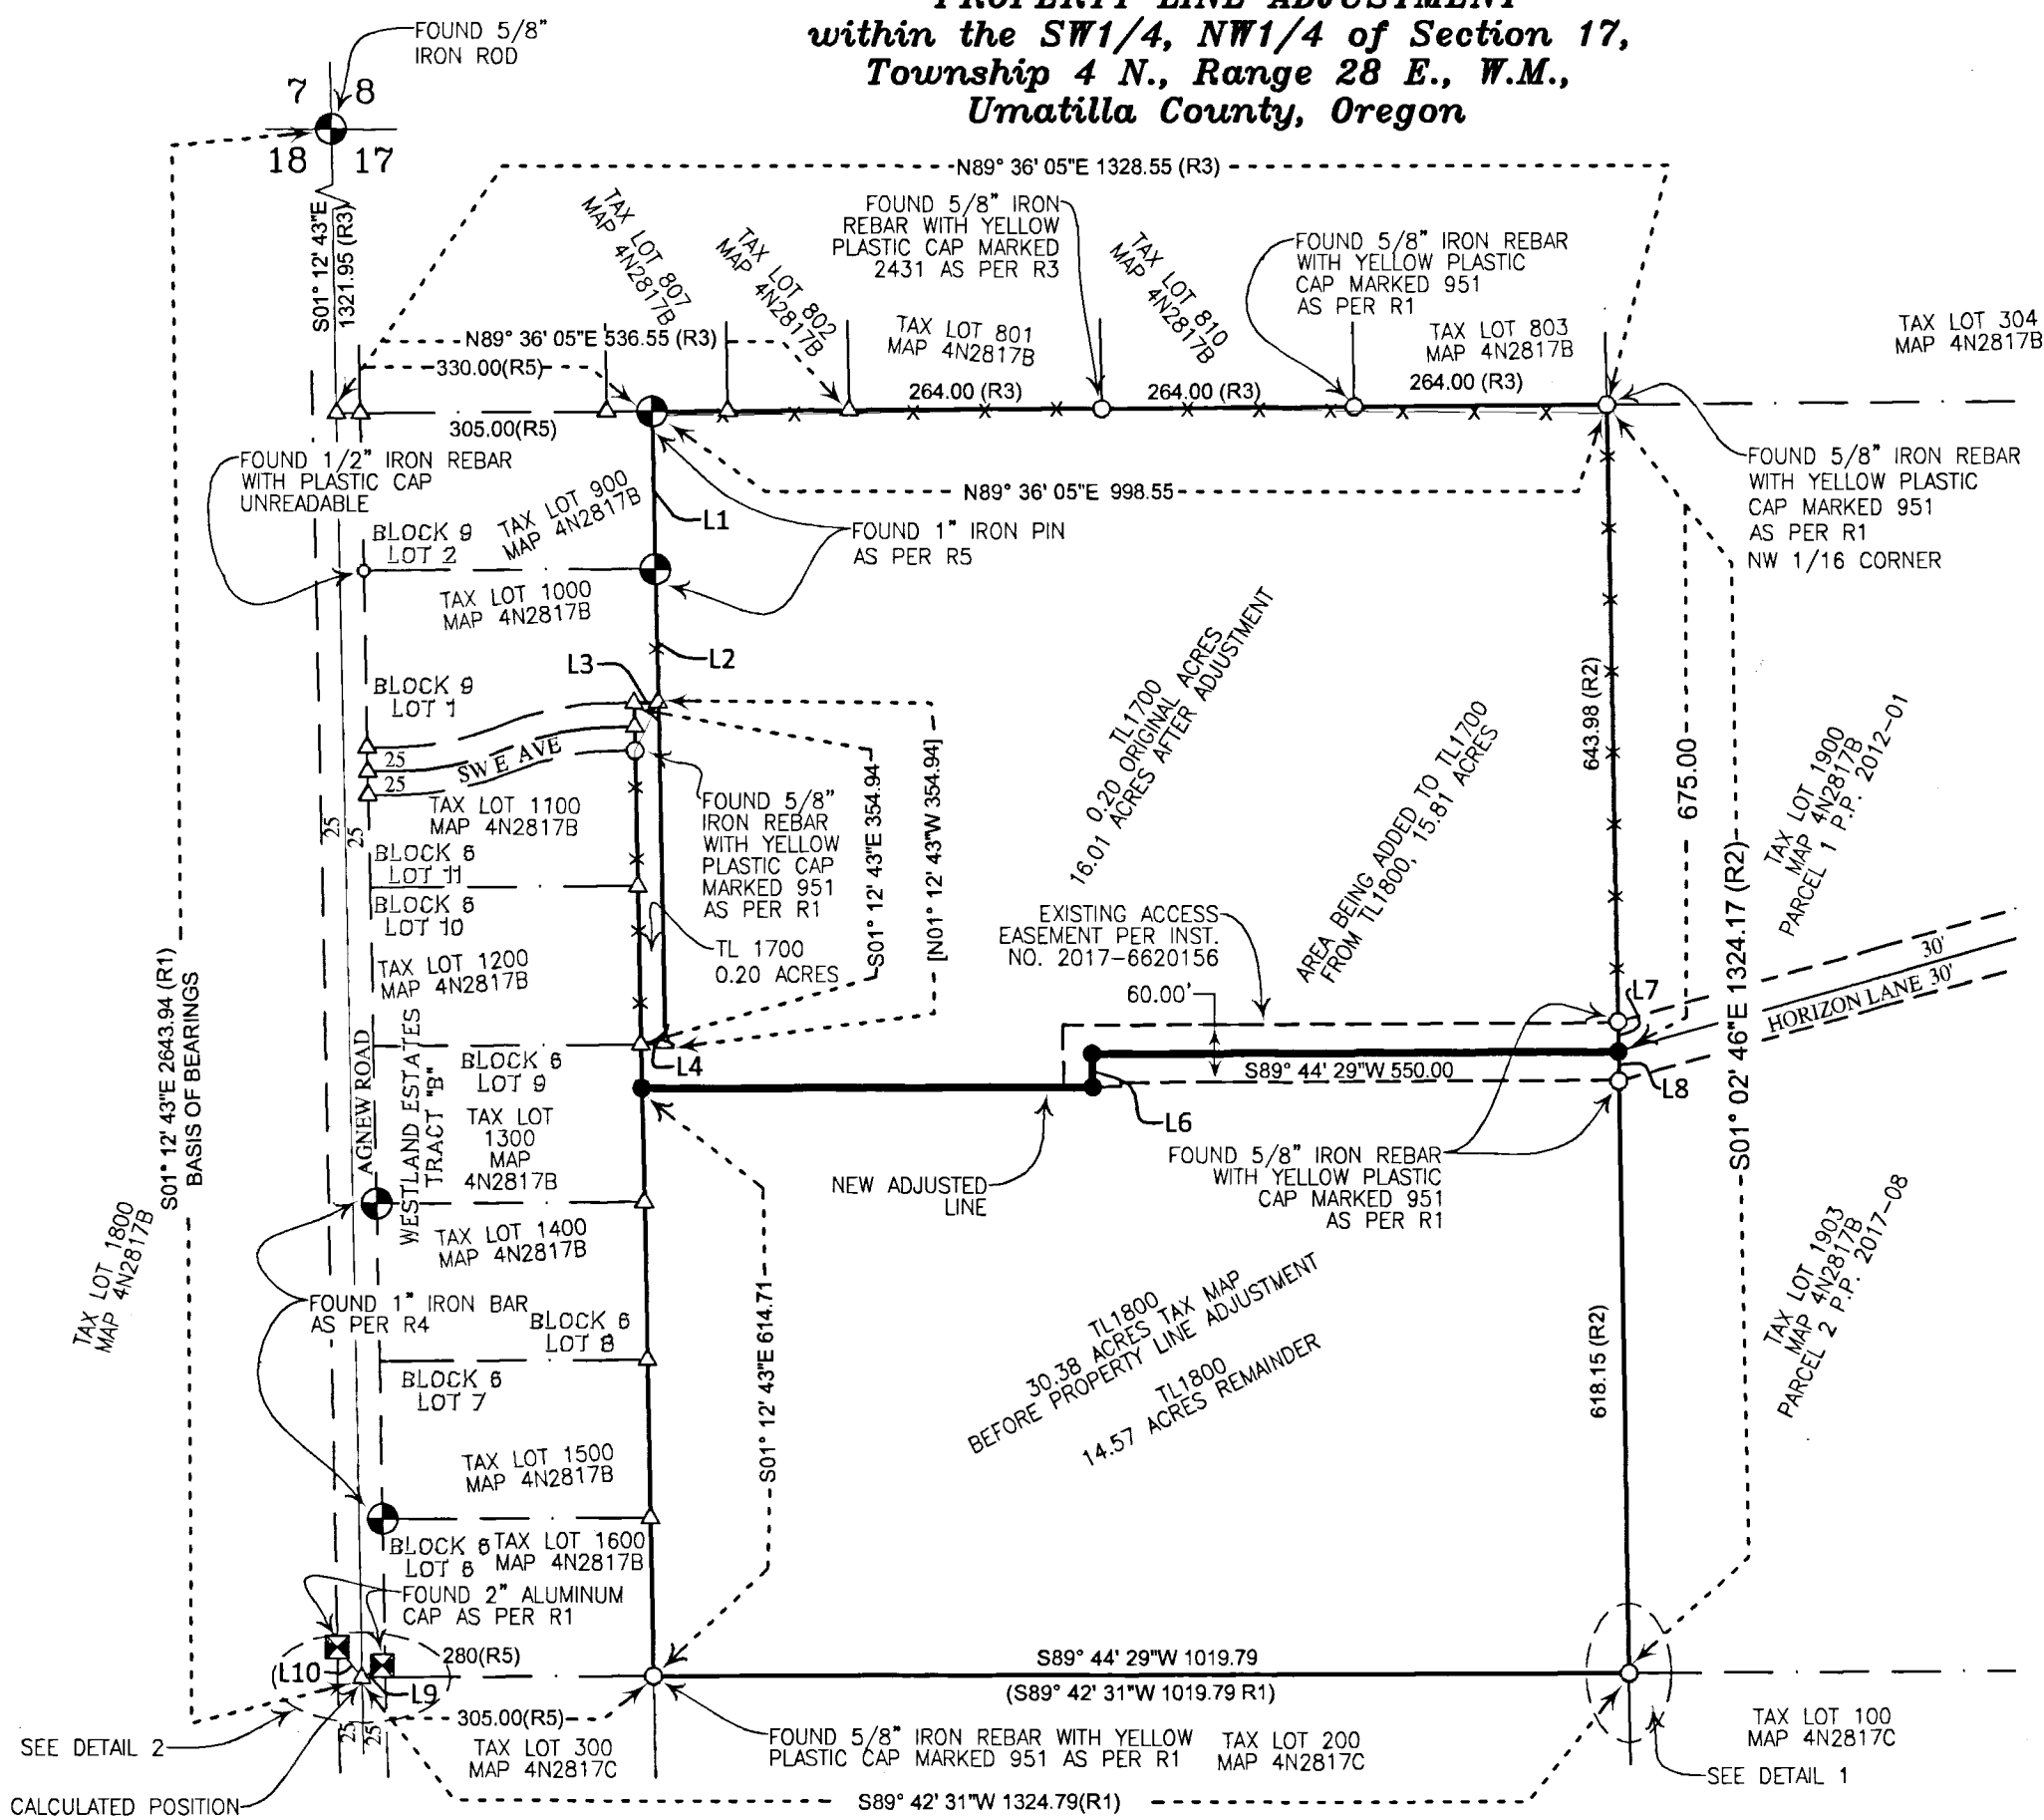 PROPERTY LINE ADJUSTMENT
within the SW1/4, NW1/4 of Section 17,
Township 4 N., Range 28 E., W.M.,
Umatilla County, Oregon
FOUND 5/8"
IRON ROD
7 8
18 17
N89° 36' 05"E 1328.55 (R3)
S01° 12' 43"E
1321.95 (R3)
TAX LOT 807
MAP 4N2817B
TAX LOT 802
MAP 4N2817B
FOUND 5/8" IRON
REBAR WITH YELLOW
PLASTIC CAP MARKED
2431 AS PER R3
TAX LOT 810
MAP 4N2817B
FOUND 5/8" IRON REBAR
WITH YELLOW PLASTIC
CAP MARKED 951
AS PER R1
TAX LOT 304
MAP 4N2817B
N89° 36' 05"E 536.55 (R3)
TAX LOT 801
MAP 4N2817B
TAX LOT 803
MAP 4N2817B
330.00(R5)
264.00 (R3)
264.00 (R3)
264.00 (R3)
305.00(R5)
FOUND 1/2" IRON REBAR
WITH PLASTIC CAP
UNREADABLE
TAX LOT 900
MAP 4N2817B
N89° 36' 05"E 998.55
FOUND 5/8" IRON REBAR
WITH YELLOW PLASTIC
CAP MARKED 951
AS PER R1
NW 1/16 CORNER
L1
FOUND 1" IRON PIN
AS PER R5
BLOCK 9
LOT 2
TAX LOT 1000
MAP 4N2817B
L3
L2
BLOCK 9
LOT 1
25
25
SW E AVE
TAX LOT 1100
MAP 4N2817B
25
25
FOUND 5/8"
IRON REBAR
WITH YELLOW
PLASTIC CAP
MARKED 951
AS PER R1
S01° 12' 43"E 354.94
[N01° 12' 43"W 354.94]
TL1700
0.20 ORIGINAL ACRES
16.01 ACRES AFTER ADJUSTMENT
AREA BEING ADDED TO TL1700
FROM TL1800, 15.81 ACRES
643.98 (R2)
675.00
S01° 02' 46"E 1324.17 (R2)
TAX LOT 1900
MAP 4N2817B
PARCEL 1 P.P. 2012-01
BLOCK 6
LOT 11
BLOCK 6
LOT 10
TAX LOT 1200
MAP 4N2817B
TL 1700
0.20 ACRES
EXISTING ACCESS
EASEMENT PER INST.
NO. 2017-6620156
60.00'
L7
30'
HORIZON LANE 30'
S01° 12' 43"E 2643.94 (R1)
BASIS OF BEARINGS
AGNEW ROAD
WESTLAND ESTATES
TRACT "B"
BLOCK 6
LOT 9
L4
S89° 44' 29"W 550.00
L8
L6
TAX LOT
1300
MAP
4N2817B
NEW ADJUSTED
LINE
FOUND 5/8" IRON REBAR
WITH YELLOW PLASTIC
CAP MARKED 951
AS PER R1
TAX LOT 1800
MAP 4N2817B
TAX LOT 1400
MAP 4N2817B
TAX LOT 1903
MAP 4N2817B
PARCEL 2 P.P. 2017-08
FOUND 1" IRON BAR
AS PER R4
BLOCK 6
LOT 8
BLOCK 6
LOT 7
S01° 12' 43"E 614.71
TL1800
30.38 ACRES TAX MAP
BEFORE PROPERTY LINE ADJUSTMENT
TL1800
14.57 ACRES REMAINDER
618.15 (R2)
TAX LOT 1500
MAP 4N2817B
BLOCK 6
LOT 6
TAX LOT 1600
MAP 4N2817B
FOUND 2" ALUMINUM
CAP AS PER R1
280(R5)
L10
L9
S89° 44' 29"W 1019.79
(S89° 42' 31"W 1019.79 R1)
25'
25'
305.00(R5)
SEE DETAIL 2
TAX LOT 300
MAP 4N2817C
FOUND 5/8" IRON REBAR WITH YELLOW
PLASTIC CAP MARKED 951 AS PER R1
TAX LOT 200
MAP 4N2817C
TAX LOT 100
MAP 4N2817C
SEE DETAIL 1
CALCULATED POSITION
S89° 42' 31"W 1324.79(R1)